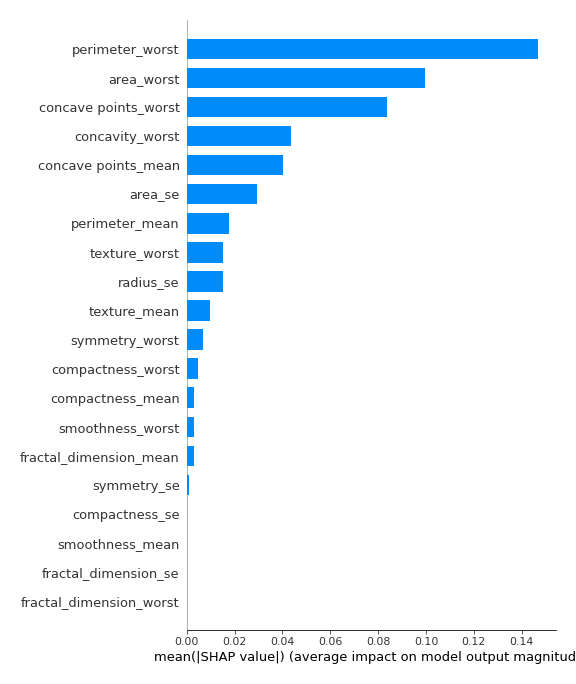 perimeter_worst
area_worst
concave points_worst
concavity_worst
concave points_mean
area_se
perimeter_mean
texture_worst
radius_se
texture_mean
symmetry_worst
compactness_worst
compactness_mean
smoothness_worst
fractal_dimension_mean
symmetry_se
compactness_se
smoothness_mean
fractal_dimension_se
fractal_dimension_worst
0.00 0.02 0.04 0.06 0.08 0.10 0.12 0.14
mean(|SHAP value|) (average impact on model output magnitud